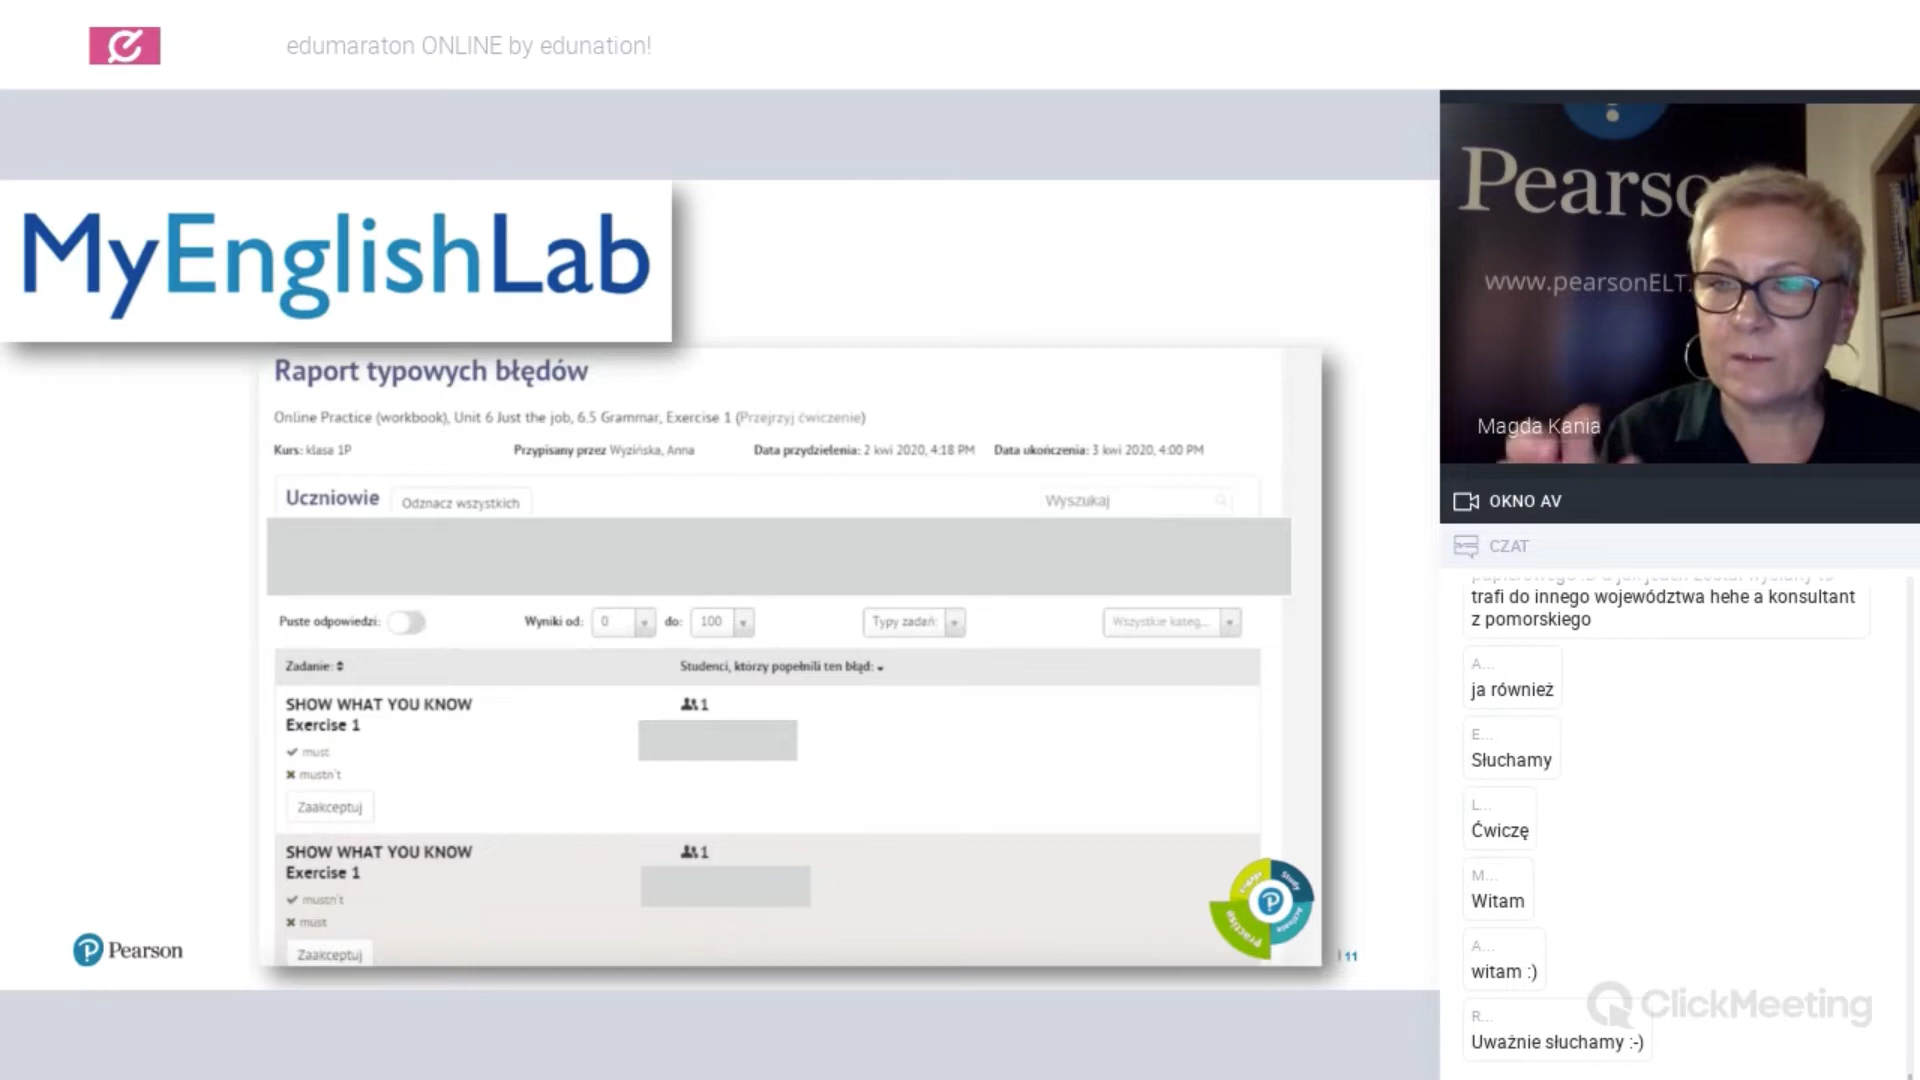 edumaraton ONLINE by edunation!
MyEnglishLab
Raport typowych błędów
Online Practice (workbook), Unit 6 Just the job, 6.5 Grammar, Exercise 1 (Przejrzyj ćwiczenie)
Kurs: klasa 1P Przypisany przez Wyzińska, Anna Data przydzielenia: 2 kwi 2020, 4:18 PM Data ukończenia: 3 kwi 2020, 4:00 PM
Uczniowie Odznacz wszystkich Wyszukaj
Puste odpowiedzi: Wyniki od: 0 do: 100 Typy zadań: Wszystkie kateg...
Zadanie: Studenci, którzy popełnili ten błąd:
SHOW WHAT YOU KNOW 1
Exercise 1
✔ must
✖ mustn't
Zaakceptuj
SHOW WHAT YOU KNOW 1
Exercise 1
✔ mustn't
✖ must
Zaakceptuj
Study
Activate
Practise
Pearson
11
Pearso
www.pearsonELT.
Magda Kania
OKNO AV
CZAT
trafi do innego województwa hehe a konsultant
z pomorskiego
A...
ja również
E...
Słuchamy
L...
Ćwiczę
M...
Witam
A...
witam :)
R...
Uważnie słuchamy :-)
ClickMeeting